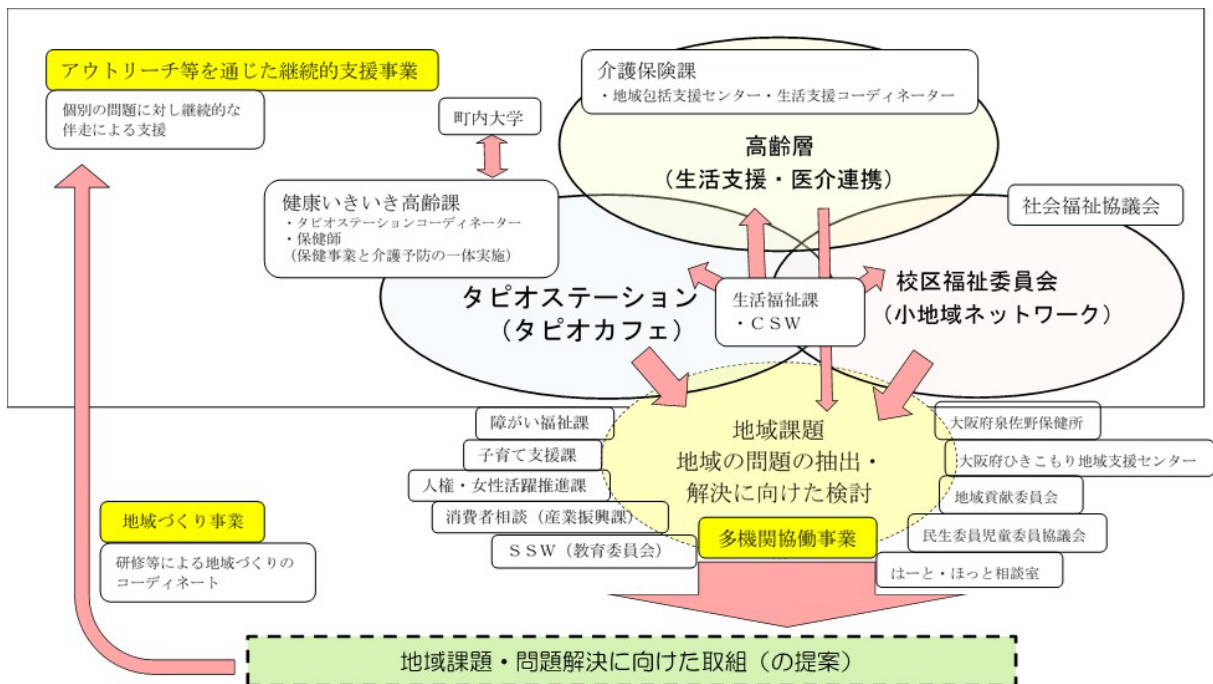 アウトリーチ等を通じた継続的支援事業
個別の問題に対し継続的な
伴走による支援
町内大学
介護保険課
・地域包括支援センター・生活支援コーディネーター
高齢層
（生活支援・医介連携）
健康いきいき高齢課
・タピオステーションコーディネーター
・保健師
（保健事業と介護予防の一体実施）
社会福祉協議会
タピオステーション
（タピオカフェ）
生活福祉課
・ＣＳＷ
校区福祉委員会
（小地域ネットワーク）
障がい福祉課
子育て支援課
人権・女性活躍推進課
消費者相談（産業振興課）
ＳＳＷ（教育委員会）
地域課題
地域の問題の抽出・
解決に向けた検討
多機関協働事業
大阪府泉佐野保健所
大阪府ひきこもり地域支援センター
地域貢献委員会
民生委員児童委員協議会
はーと・ほっと相談室
地域づくり事業
研修等による地域づくりの
コーディネート
地域課題・問題解決に向けた取組（の提案）